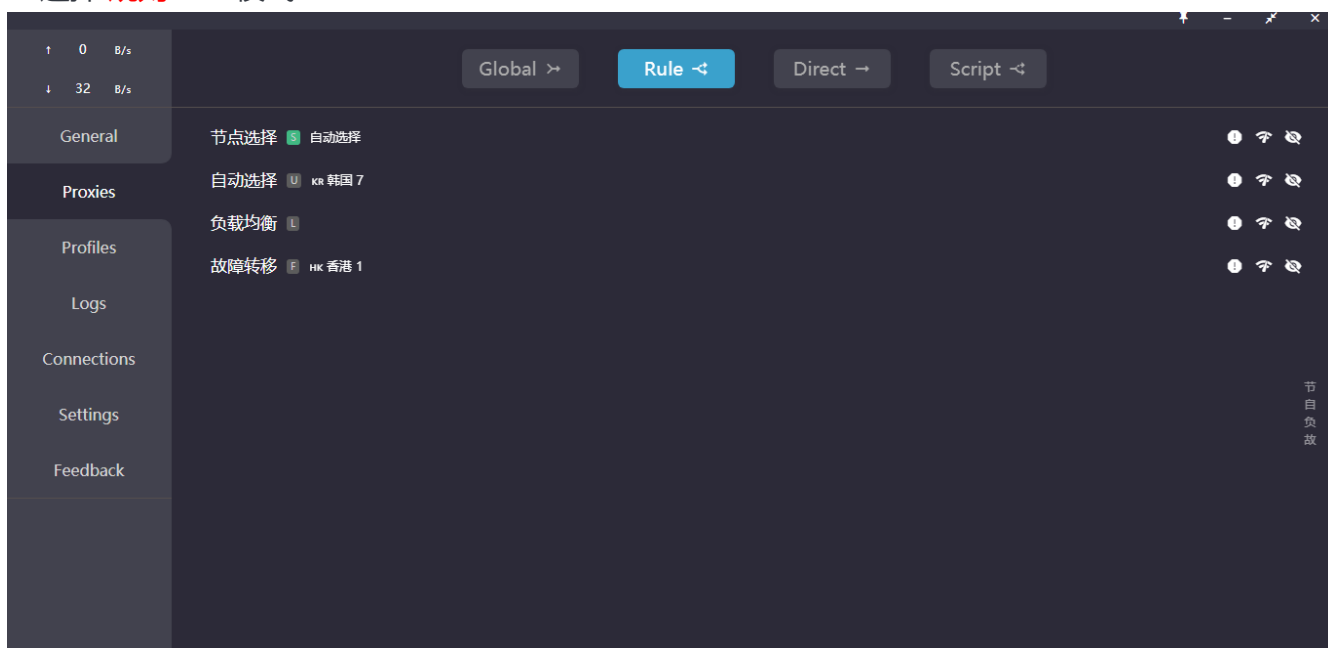 ↑ 0 B/s
↓ 32 B/s
Global
Rule
Direct
Script
General
Proxies
Profiles
Logs
Connections
Settings
Feedback
节点选择 S 自动选择
自动选择 U KR 韩国 7
负载均衡 L
故障转移 F HK 香港 1
节
自
负
故